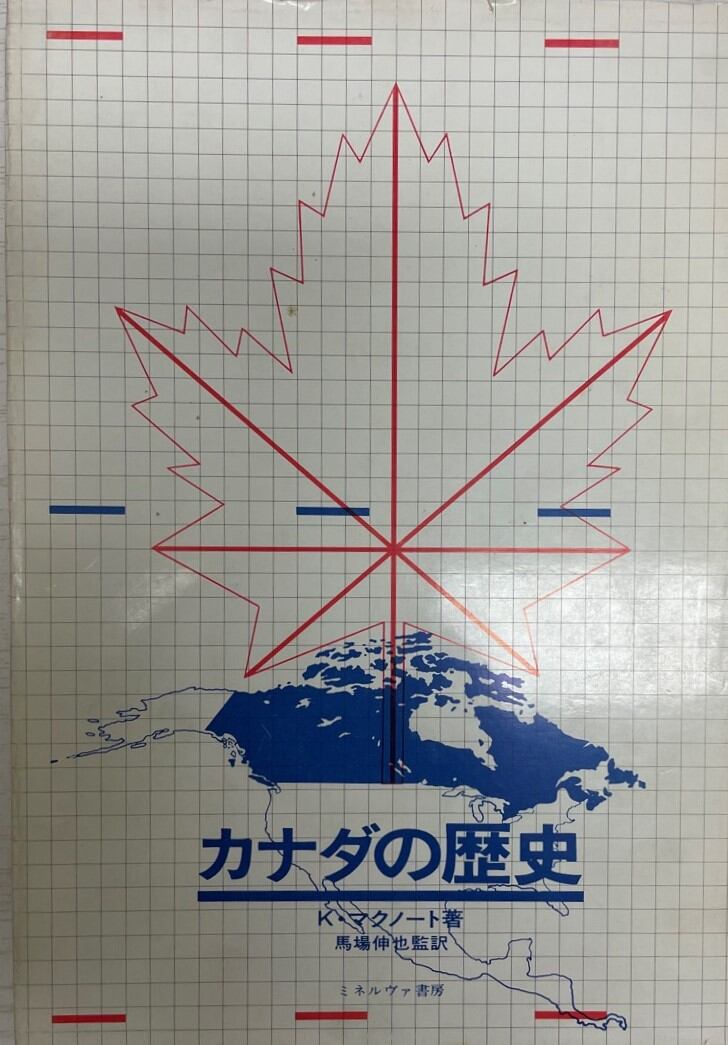 カナダの歴史
K・マクノート著
馬場伸也監訳
ミネルヴァ書房